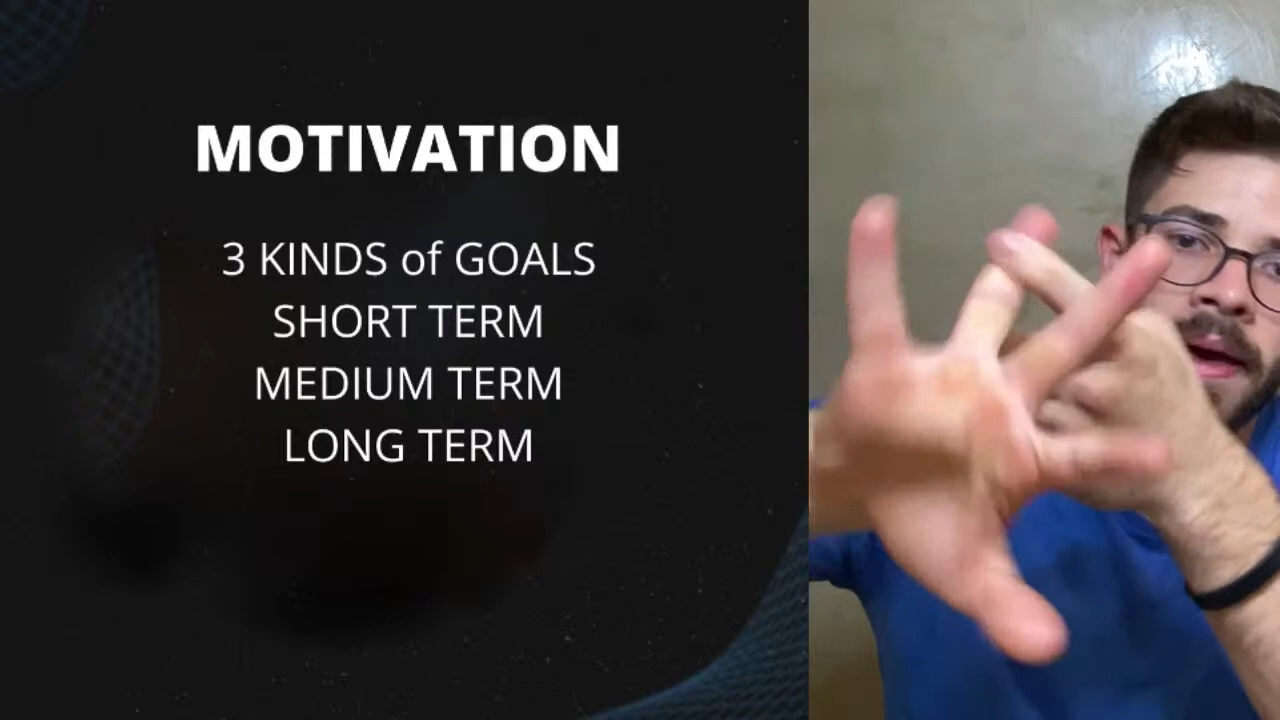 MOTIVATION
3 KINDS of GOALS
SHORT TERM
MEDIUM TERM
LONG TERM